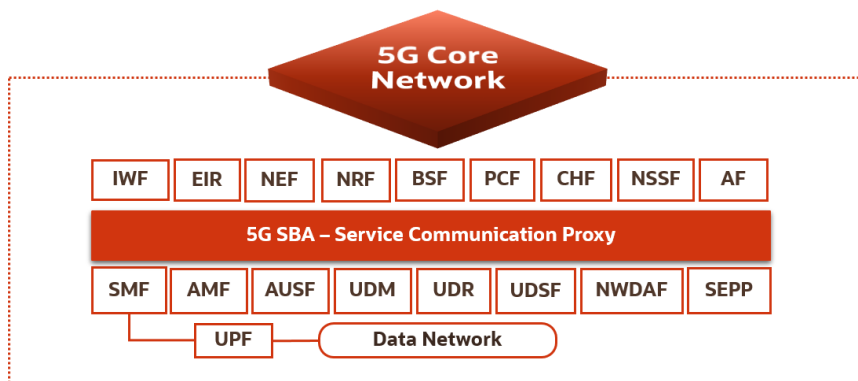 5G Core
Network
IWF EIR NEF NRF BSF PCF CHF NSSF AF
5G SBA – Service Communication Proxy
SMF AMF AUSF UDM UDR UDSF NWDAF SEPP
UPF Data Network